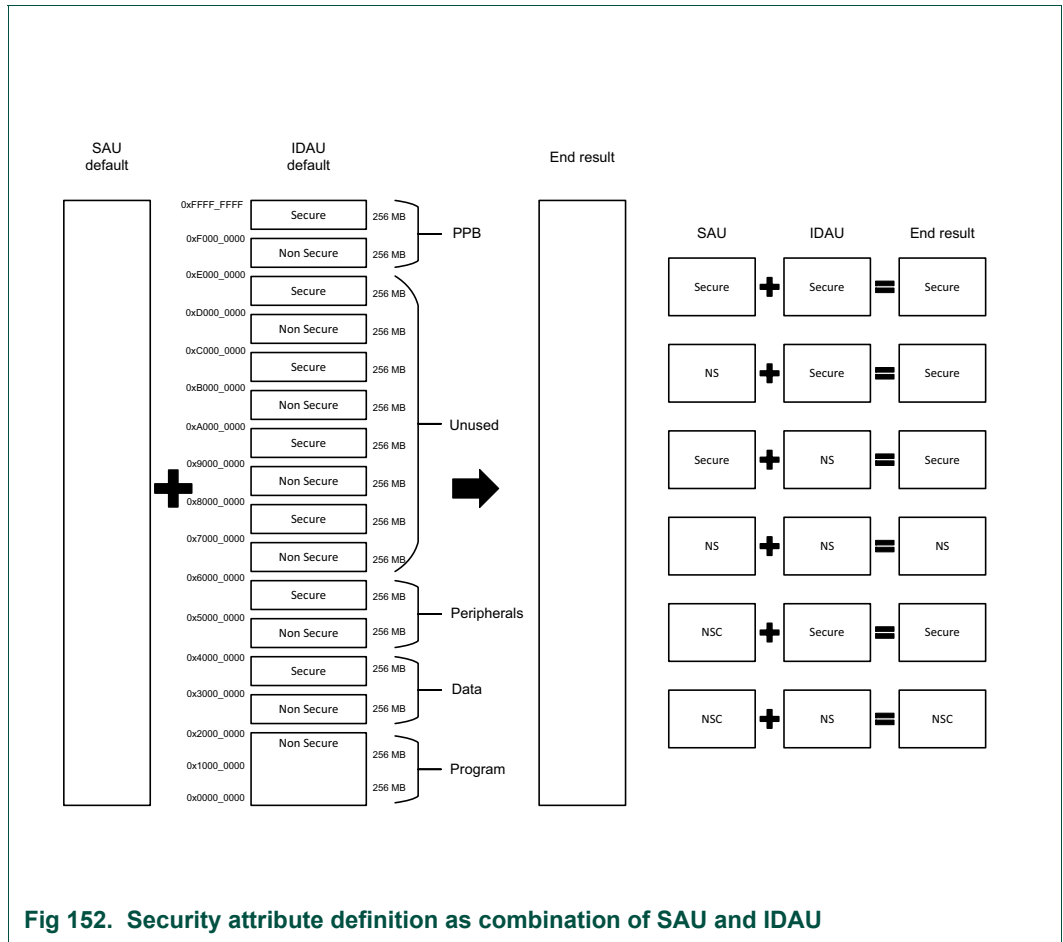 SAU
default
IDAU
default
End result
0xFFFF_FFFF
Secure
256 MB
0xF000_0000
Non Secure
256 MB
PPB
0xE000_0000
Secure
256 MB
0xD000_0000
Non Secure
256 MB
0xC000_0000
Secure
256 MB
0xB000_0000
Non Secure
256 MB
0xA000_0000
Secure
256 MB
0x9000_0000
Non Secure
256 MB
0x8000_0000
Secure
256 MB
0x7000_0000
Non Secure
256 MB
Unused
0x6000_0000
Secure
256 MB
0x5000_0000
Non Secure
256 MB
Peripherals
0x4000_0000
Secure
256 MB
0x3000_0000
Non Secure
256 MB
Data
0x2000_0000
Non Secure
256 MB
0x1000_0000
256 MB
0x0000_0000
Program
SAU IDAU End result
Secure + Secure = Secure
NS + Secure = Secure
Secure + NS = Secure
NS + NS = NS
NSC + Secure = Secure
NSC + NS = NSC
Fig 152. Security attribute definition as combination of SAU and IDAU